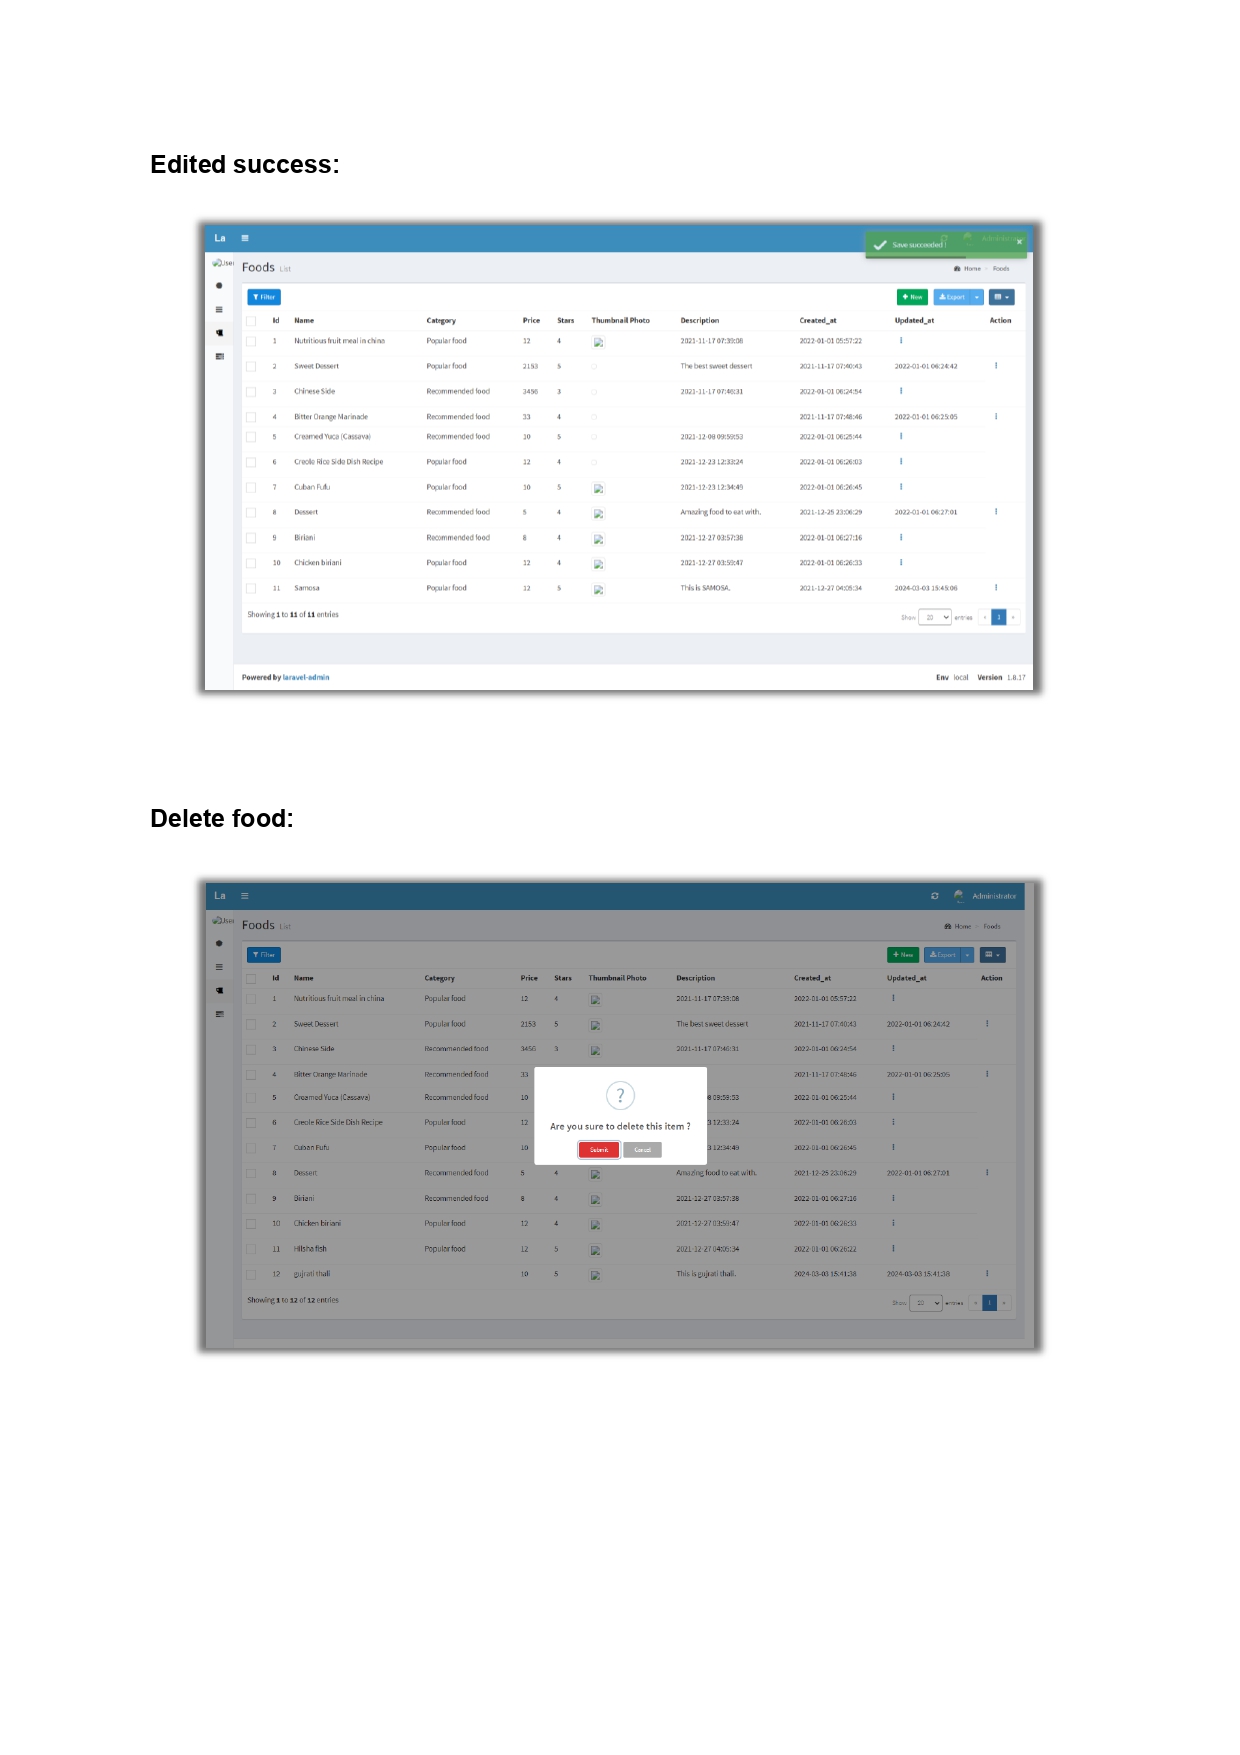 Edited success:
La
Save succeeded !
Administrator
User
Foods List
Home > Foods
Filter
New Export
Id Name Category Price Stars Thumbnail Photo Description Created_at Updated_at Action
1 Nutritious fruit meal in china Popular food 12 4 2021-11-17 07:39:08 2022-01-01 05:57:22
2 Sweet Dessert Popular food 2153 5 The best sweet dessert 2021-11-17 07:40:43 2022-01-01 06:24:42
3 Chinese Side Recommended food 3456 3 2021-11-17 07:46:31 2022-01-01 06:24:54
4 Bitter Orange Marinade Recommended food 33 4 2021-11-17 07:48:46 2022-01-01 06:25:05
5 Creamed Yuca (Cassava) Recommended food 10 5 2021-12-08 09:59:53 2022-01-01 06:25:44
6 Creole Rice Side Dish Recipe Popular food 12 4 2021-12-23 12:33:24 2022-01-01 06:26:03
7 Cuban Fufu Popular food 10 5 2021-12-23 12:34:49 2022-01-01 06:26:45
8 Dessert Recommended food 5 4 Amazing food to eat with. 2021-12-25 23:06:29 2022-01-01 06:27:01
9 Biriani Recommended food 8 4 2021-12-27 03:57:38 2022-01-01 06:27:16
10 Chicken biriani Popular food 12 4 2021-12-27 03:59:47 2022-01-01 06:26:33
11 Samosa Popular food 12 5 This is SAMOSA. 2021-12-27 04:05:34 2024-03-03 15:45:06
Showing 1 to 11 of 11 entries
Show 20 entries « 1 »
Powered by laravel-admin
Env local Version 1.8.17
Delete food:
La
Administrator
User
Foods List
Home > Foods
Filter
New Export
Id Name Category Price Stars Thumbnail Photo Description Created_at Updated_at Action
1 Nutritious fruit meal in china Popular food 12 4 2021-11-17 07:39:08 2022-01-01 05:57:22
2 Sweet Dessert Popular food 2153 5 The best sweet dessert 2021-11-17 07:40:43 2022-01-01 06:24:42
3 Chinese Side Recommended food 3456 3 2021-11-17 07:46:31 2022-01-01 06:24:54
4 Bitter Orange Marinade Recommended food 33 2021-11-17 07:48:46 2022-01-01 06:25:05
5 Creamed Yuca (Cassava) Recommended food 10 8 09:59:53 2022-01-01 06:25:44
6 Creole Rice Side Dish Recipe Popular food 12 3 12:33:24 2022-01-01 06:26:03
7 Cuban Fufu Popular food 10 3 12:34:49 2022-01-01 06:26:45
?
Are you sure to delete this item ?
Submit Cancel
8 Dessert Recommended food 5 4 Amazing food to eat with. 2021-12-25 23:06:29 2022-01-01 06:27:01
9 Biriani Recommended food 8 4 2021-12-27 03:57:38 2022-01-01 06:27:16
10 Chicken biriani Popular food 12 4 2021-12-27 03:59:47 2022-01-01 06:26:33
11 Hilsha fish Popular food 12 5 2021-12-27 04:05:34 2022-01-01 06:26:22
12 gujrati thali 10 5 This is gujrati thali. 2024-03-03 15:41:38 2024-03-03 15:41:38
Showing 1 to 12 of 12 entries
Show 20 entries « 1 »